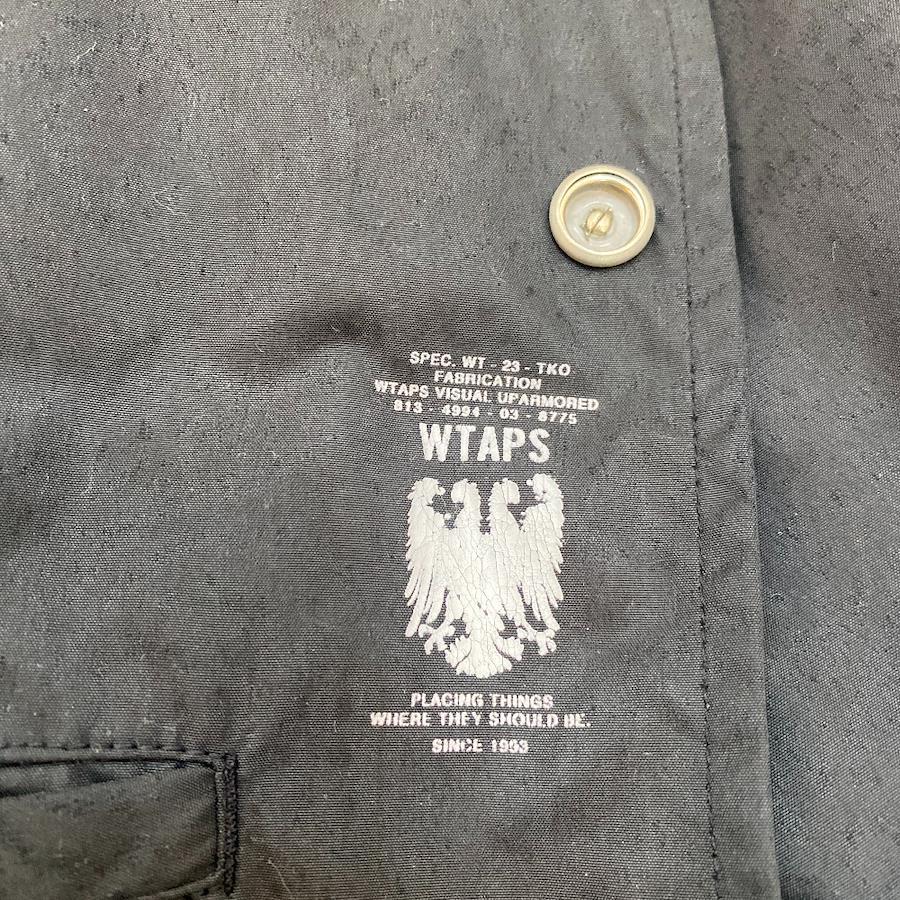 SPEC. WT - 23 - TKO
FABRICATION
WTAPS VISUAL UPARMORED
813 - 4994 - 03 - 8775
WTAPS
PLACING THINGS
WHERE THEY SHOULD BE.
SINCE 1993